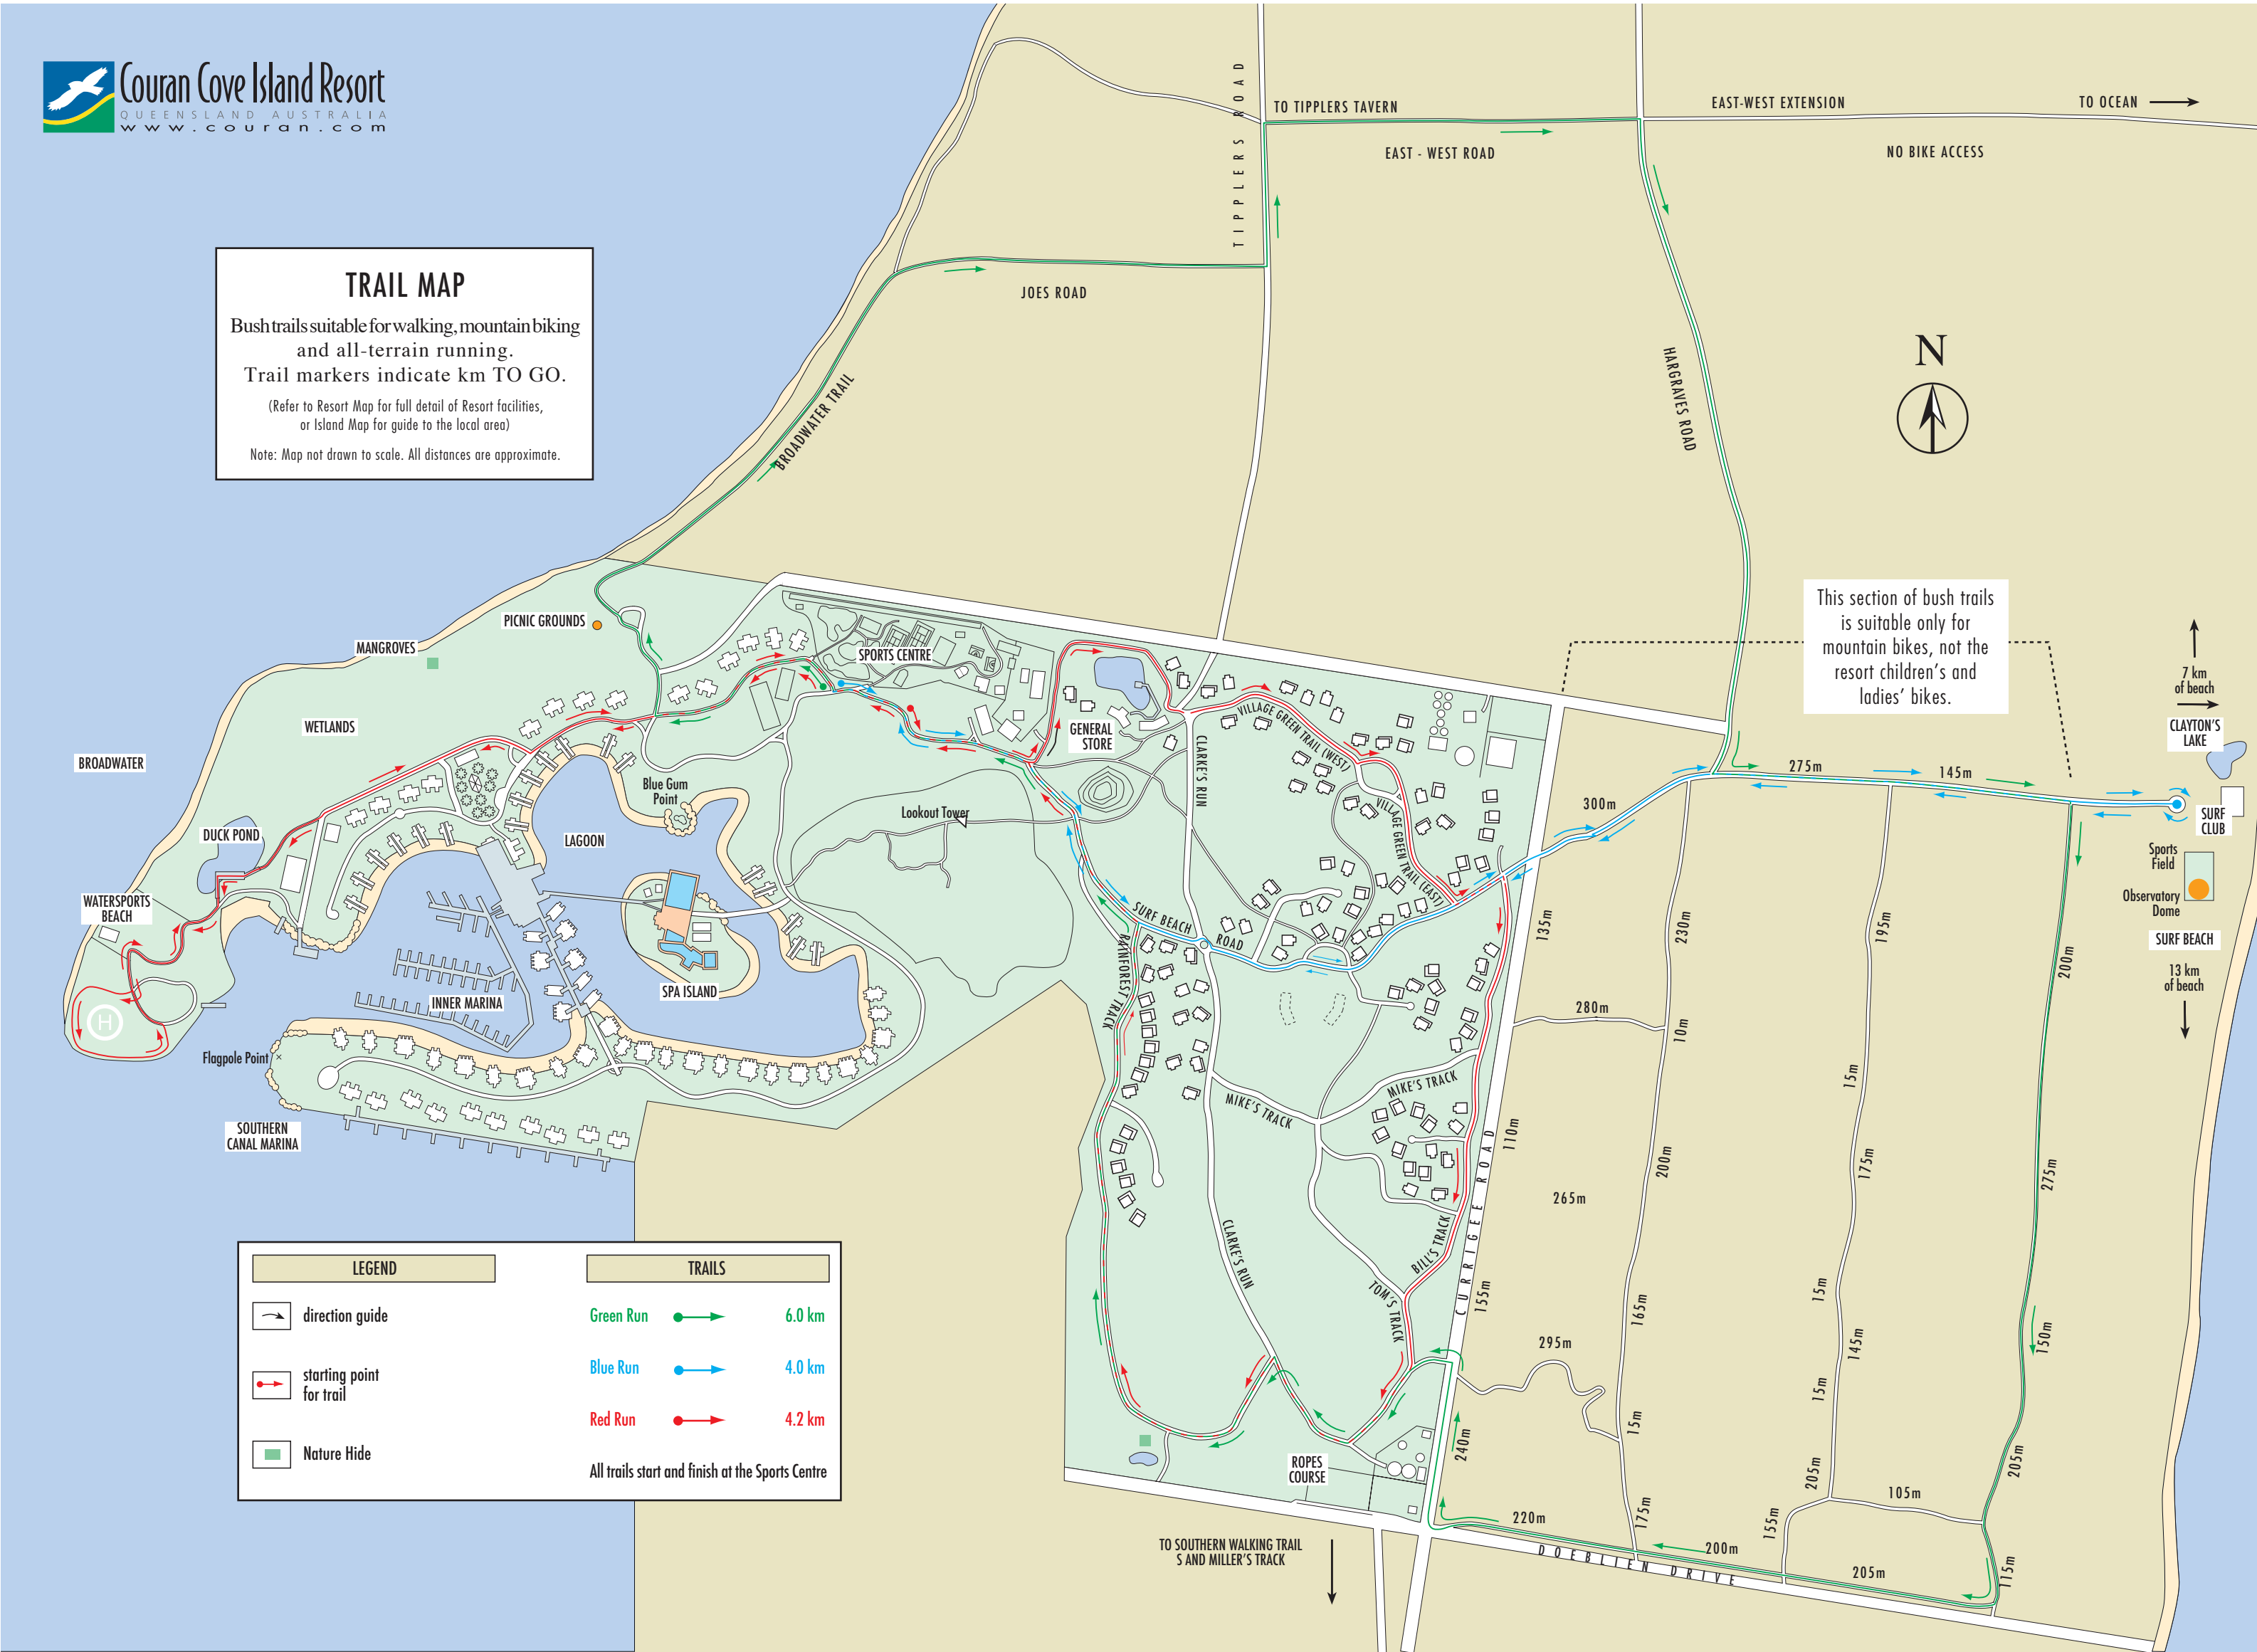 Couran Cove Island Resort
QUEENSLAND AUSTRALIA
www.couran.com
TRAIL MAP
Bush trails suitable for walking, mountain biking
and all-terrain running.
Trail markers indicate km TO GO.
(Refer to Resort Map for full detail of Resort facilities,
or Island Map for guide to the local area)
Note: Map not drawn to scale. All distances are approximate.
TIPPLERS ROAD
TO TIPPLERS TAVERN
EAST-WEST EXTENSION
TO OCEAN
EAST - WEST ROAD
NO BIKE ACCESS
JOES ROAD
HARGRAVES ROAD
BROADWATER TRAIL
N
This section of bush trails
is suitable only for
mountain bikes, not the
resort children's and
ladies' bikes.
7 km
of beach
CLAYTON'S
LAKE
SURF
CLUB
Sports
Field
Observatory
Dome
SURF BEACH
13 km
of beach
PICNIC GROUNDS
MANGROVES
WETLANDS
BROADWATER
DUCK POND
WATERSPORTS
BEACH
H
Flagpole Point
SOUTHERN
CANAL MARINA
INNER MARINA
LAGOON
Blue Gum
Point
SPA ISLAND
Lookout Tower
SPORTS CENTRE
GENERAL
STORE
CLARKE'S RUN
VILLAGE GREEN TRAIL (WEST)
VILLAGE GREEN TRAIL (EAST)
SURF BEACH
ROAD
RAINFOREST TRACK
MIKE'S TRACK
MIKE'S TRACK
CLARKE'S RUN
BILL'S TRACK
TOM'S TRACK
CURRIGEE ROAD
ROPES
COURSE
TO SOUTHERN WALKING TRAIL
S AND MILLER'S TRACK
DOEBLIEN DRIVE
275m
145m
300m
135m
230m
195m
200m
280m
10m
15m
110m
200m
175m
275m
265m
155m
165m
15m
145m
150m
295m
15m
15m
240m
205m
205m
105m
220m
175m
155m
200m
205m
115m
LEGEND
direction guide
starting point
for trail
Nature Hide
TRAILS
Green Run 6.0 km
Blue Run 4.0 km
Red Run 4.2 km
All trails start and finish at the Sports Centre